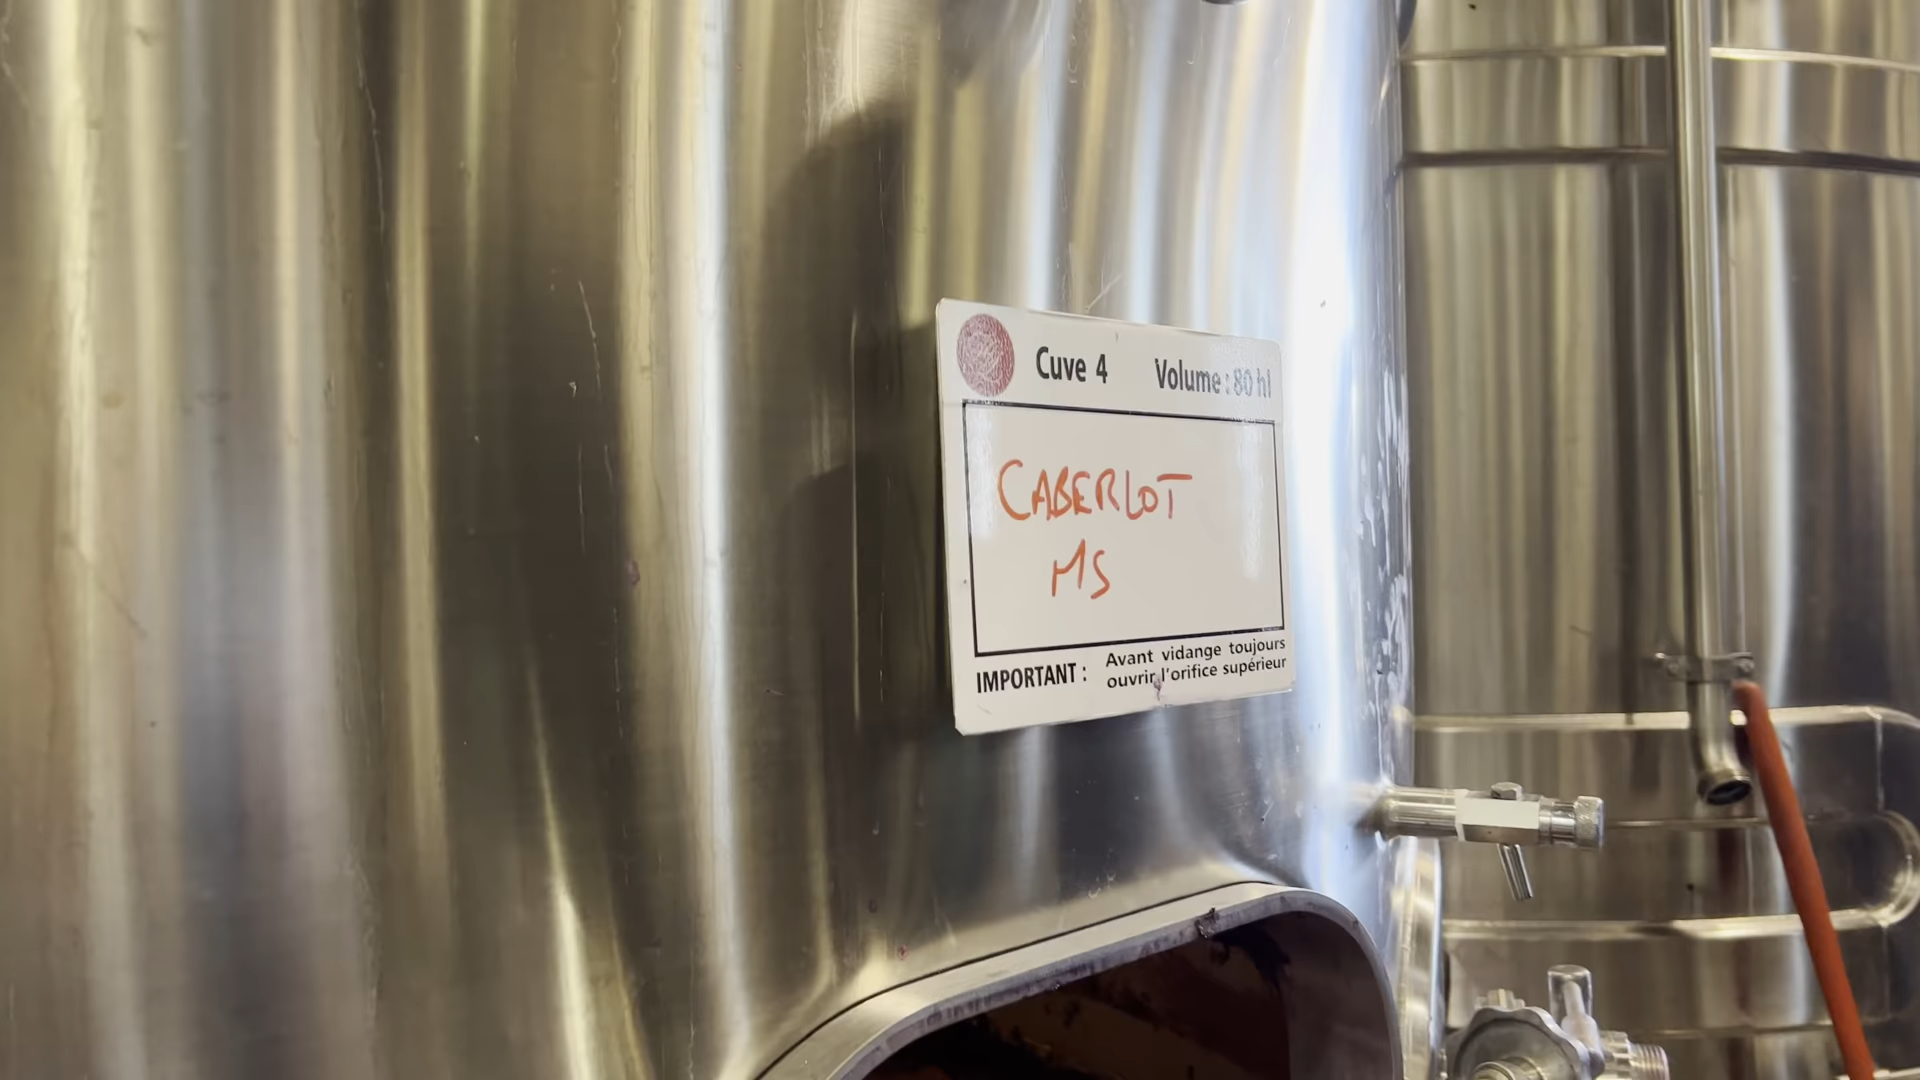 Cuve 4 Volume : 80 hl
CABERLOT
MS
IMPORTANT : Avant vidange toujours
ouvrir l'orifice supérieur